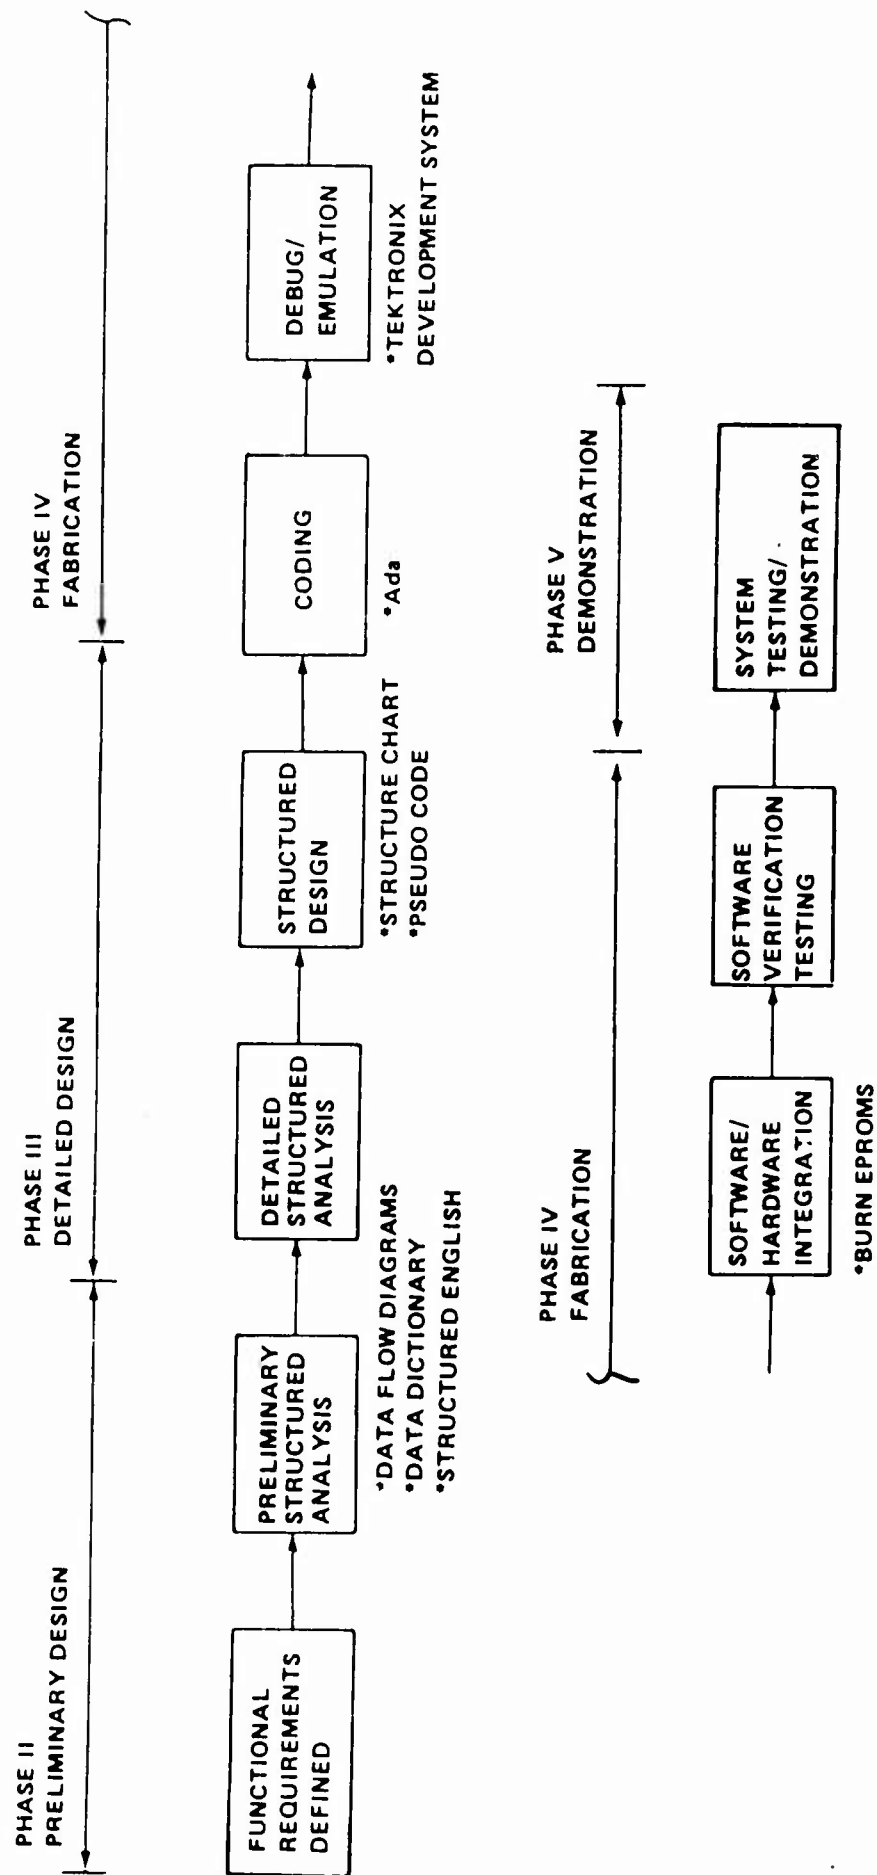 PHASE II
PRELIMINARY DESIGN
PHASE III
DETAILED DESIGN
PHASE IV
FABRICATION
FUNCTIONAL
REQUIREMENTS
DEFINED
PRELIMINARY
STRUCTURED
ANALYSIS
*DATA FLOW DIAGRAMS
*DATA DICTIONARY
*STRUCTURED ENGLISH
DETAILED
STRUCTURED
ANALYSIS
STRUCTURED
DESIGN
*STRUCTURE CHART
*PSEUDO CODE
CODING
*Ada
DEBUG/
EMULATION
*TEKTRONIX
DEVELOPMENT SYSTEM
PHASE IV
FABRICATION
PHASE V
DEMONSTRATION
SOFTWARE/
HARDWARE
INTEGRATION
*BURN EPROMS
SOFTWARE
VERIFICATION
TESTING
SYSTEM
TESTING/
DEMONSTRATION